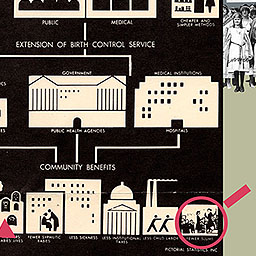 PUBLIC
MEDICAL
CHEAPER AND
SIMPLER METHODS
EXTENSION OF BIRTH CONTROL SERVICE
GOVERNMENT
MEDICAL INSTITUTIONS
PUBLIC HEALTH AGENCIES
HOSPITALS
COMMUNITY BENEFITS
FEWER SYPHILITIC
BABIES
LESS SICKNESS
LESS INSTITUTIONAL
TAXES
LESS CHILD LABOR
FEWER SLUMS
PICTORIAL STATISTICS, INC.